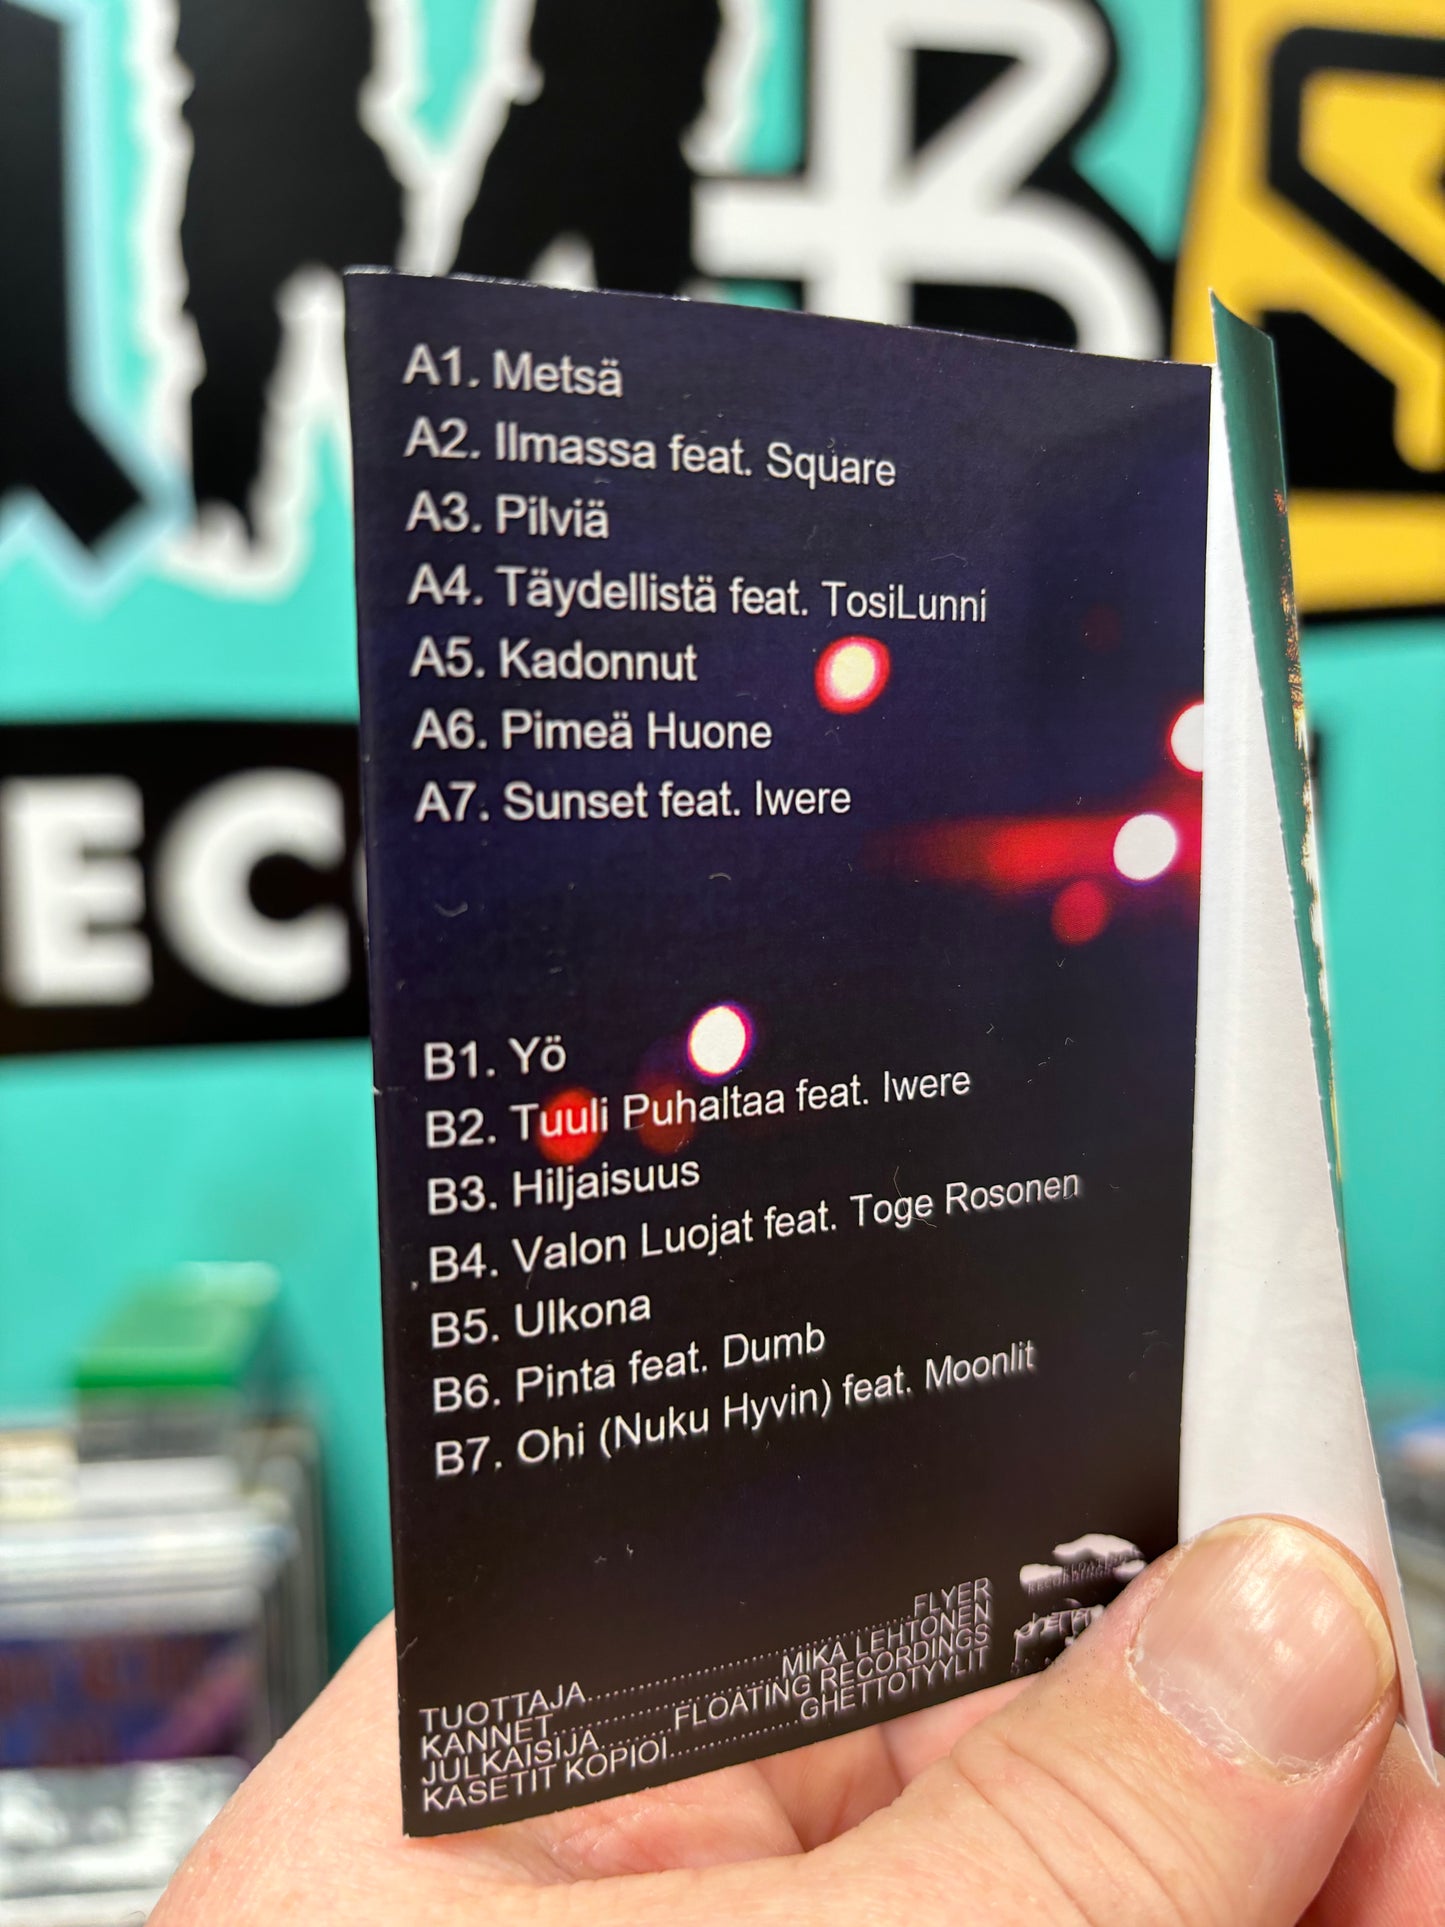 A1. Metsä
A2. Ilmassa feat. Square
A3. Pilviä
A4. Täydellistä feat. TosiLunni
A5. Kadonnut
A6. Pimeä Huone
A7. Sunset feat. Iwere
B1. Yö
B2. Tuuli Puhaltaa feat. Iwere
B3. Hiljaisuus
B4. Valon Luojat feat. Toge Rosonen
B5. Ulkona
B6. Pintä feat. Dumb
B7. Ohi (Nuku Hyvin) feat. Moonlit
TUOTTAJA..............................FLYER
KANNET......................MIKA LEHTONEN
JULKAISIJA........FLOATING RECORDINGS
KASETIT KOPIOI.................GHETTOTYYLIT